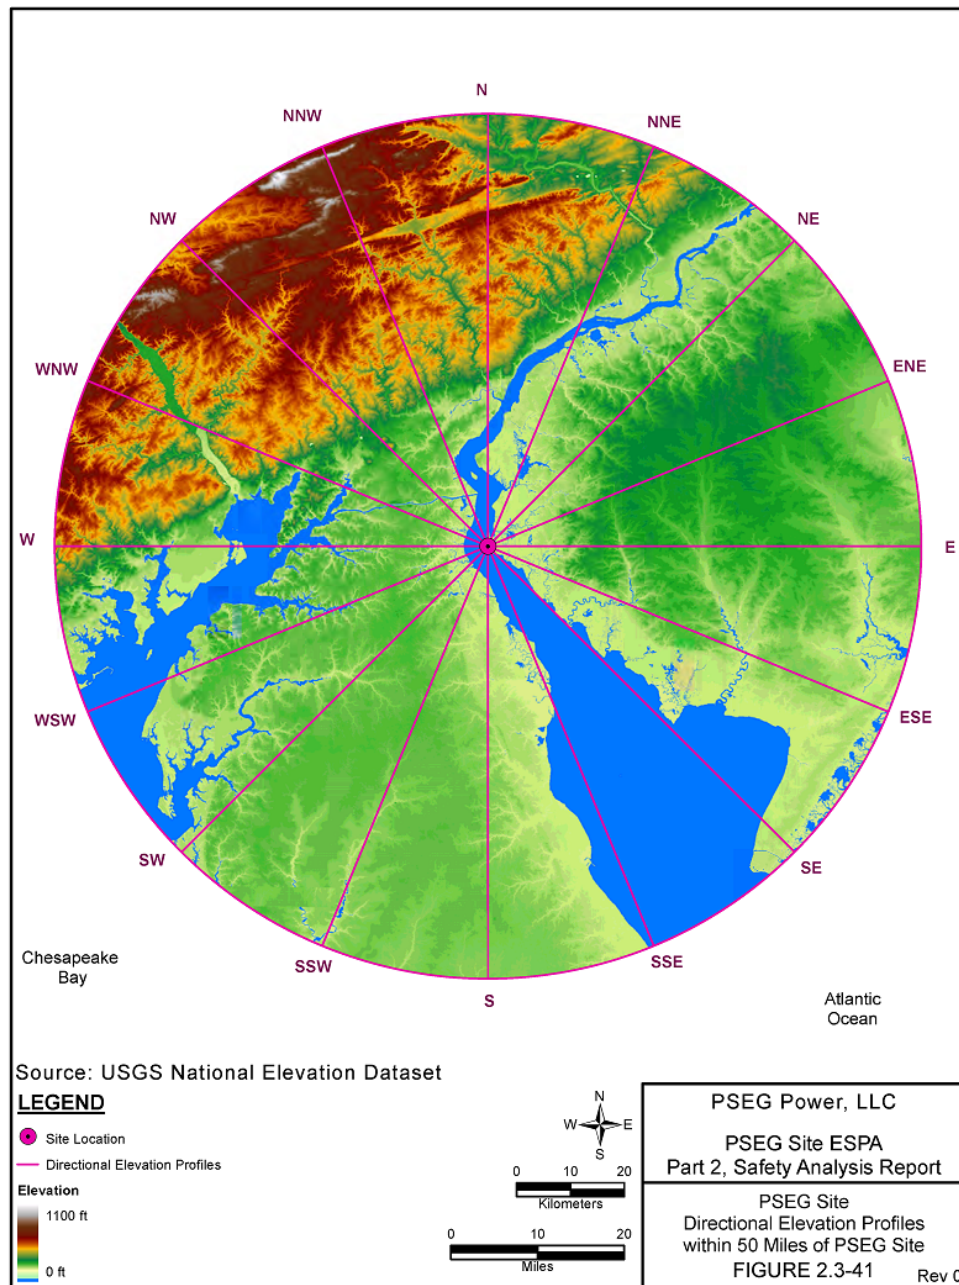 N
NNW
NNE
NW
NE
WNW
ENE
W
E
WSW
ESE
SW
SE
SSW
SSE
S
Chesapeake
Bay
Atlantic
Ocean
Source: USGS National Elevation Dataset
LEGEND
Site Location
Directional Elevation Profiles
Elevation
1100 ft
0 ft
N
W E
S
0 10 20
Kilometers
0 10 20
Miles
PSEG Power, LLC
PSEG Site ESPA
Part 2, Safety Analysis Report
PSEG Site
Directional Elevation Profiles
within 50 Miles of PSEG Site
FIGURE 2.3-41 Rev 0